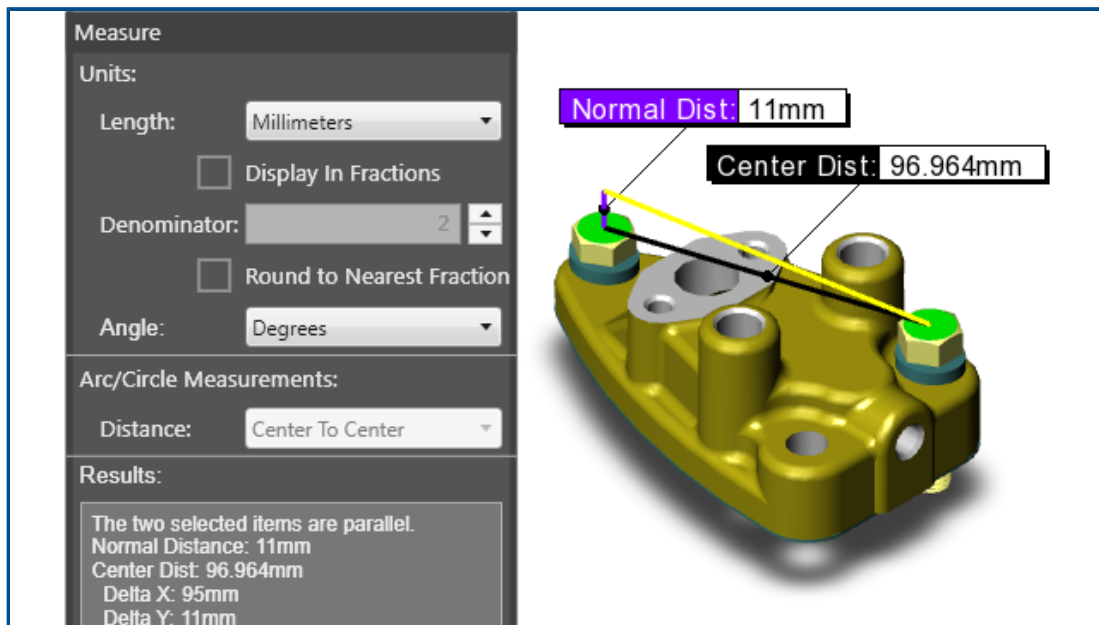 Measure
Units:
Length: Millimeters
Display In Fractions
Denominator: 2
Round to Nearest Fraction
Angle: Degrees
Arc/Circle Measurements:
Distance: Center To Center
Results:
The two selected items are parallel.
Normal Distance: 11mm
Center Dist: 96.964mm
Delta X: 95mm
Delta Y: 11mm
Normal Dist: 11mm
Center Dist: 96.964mm